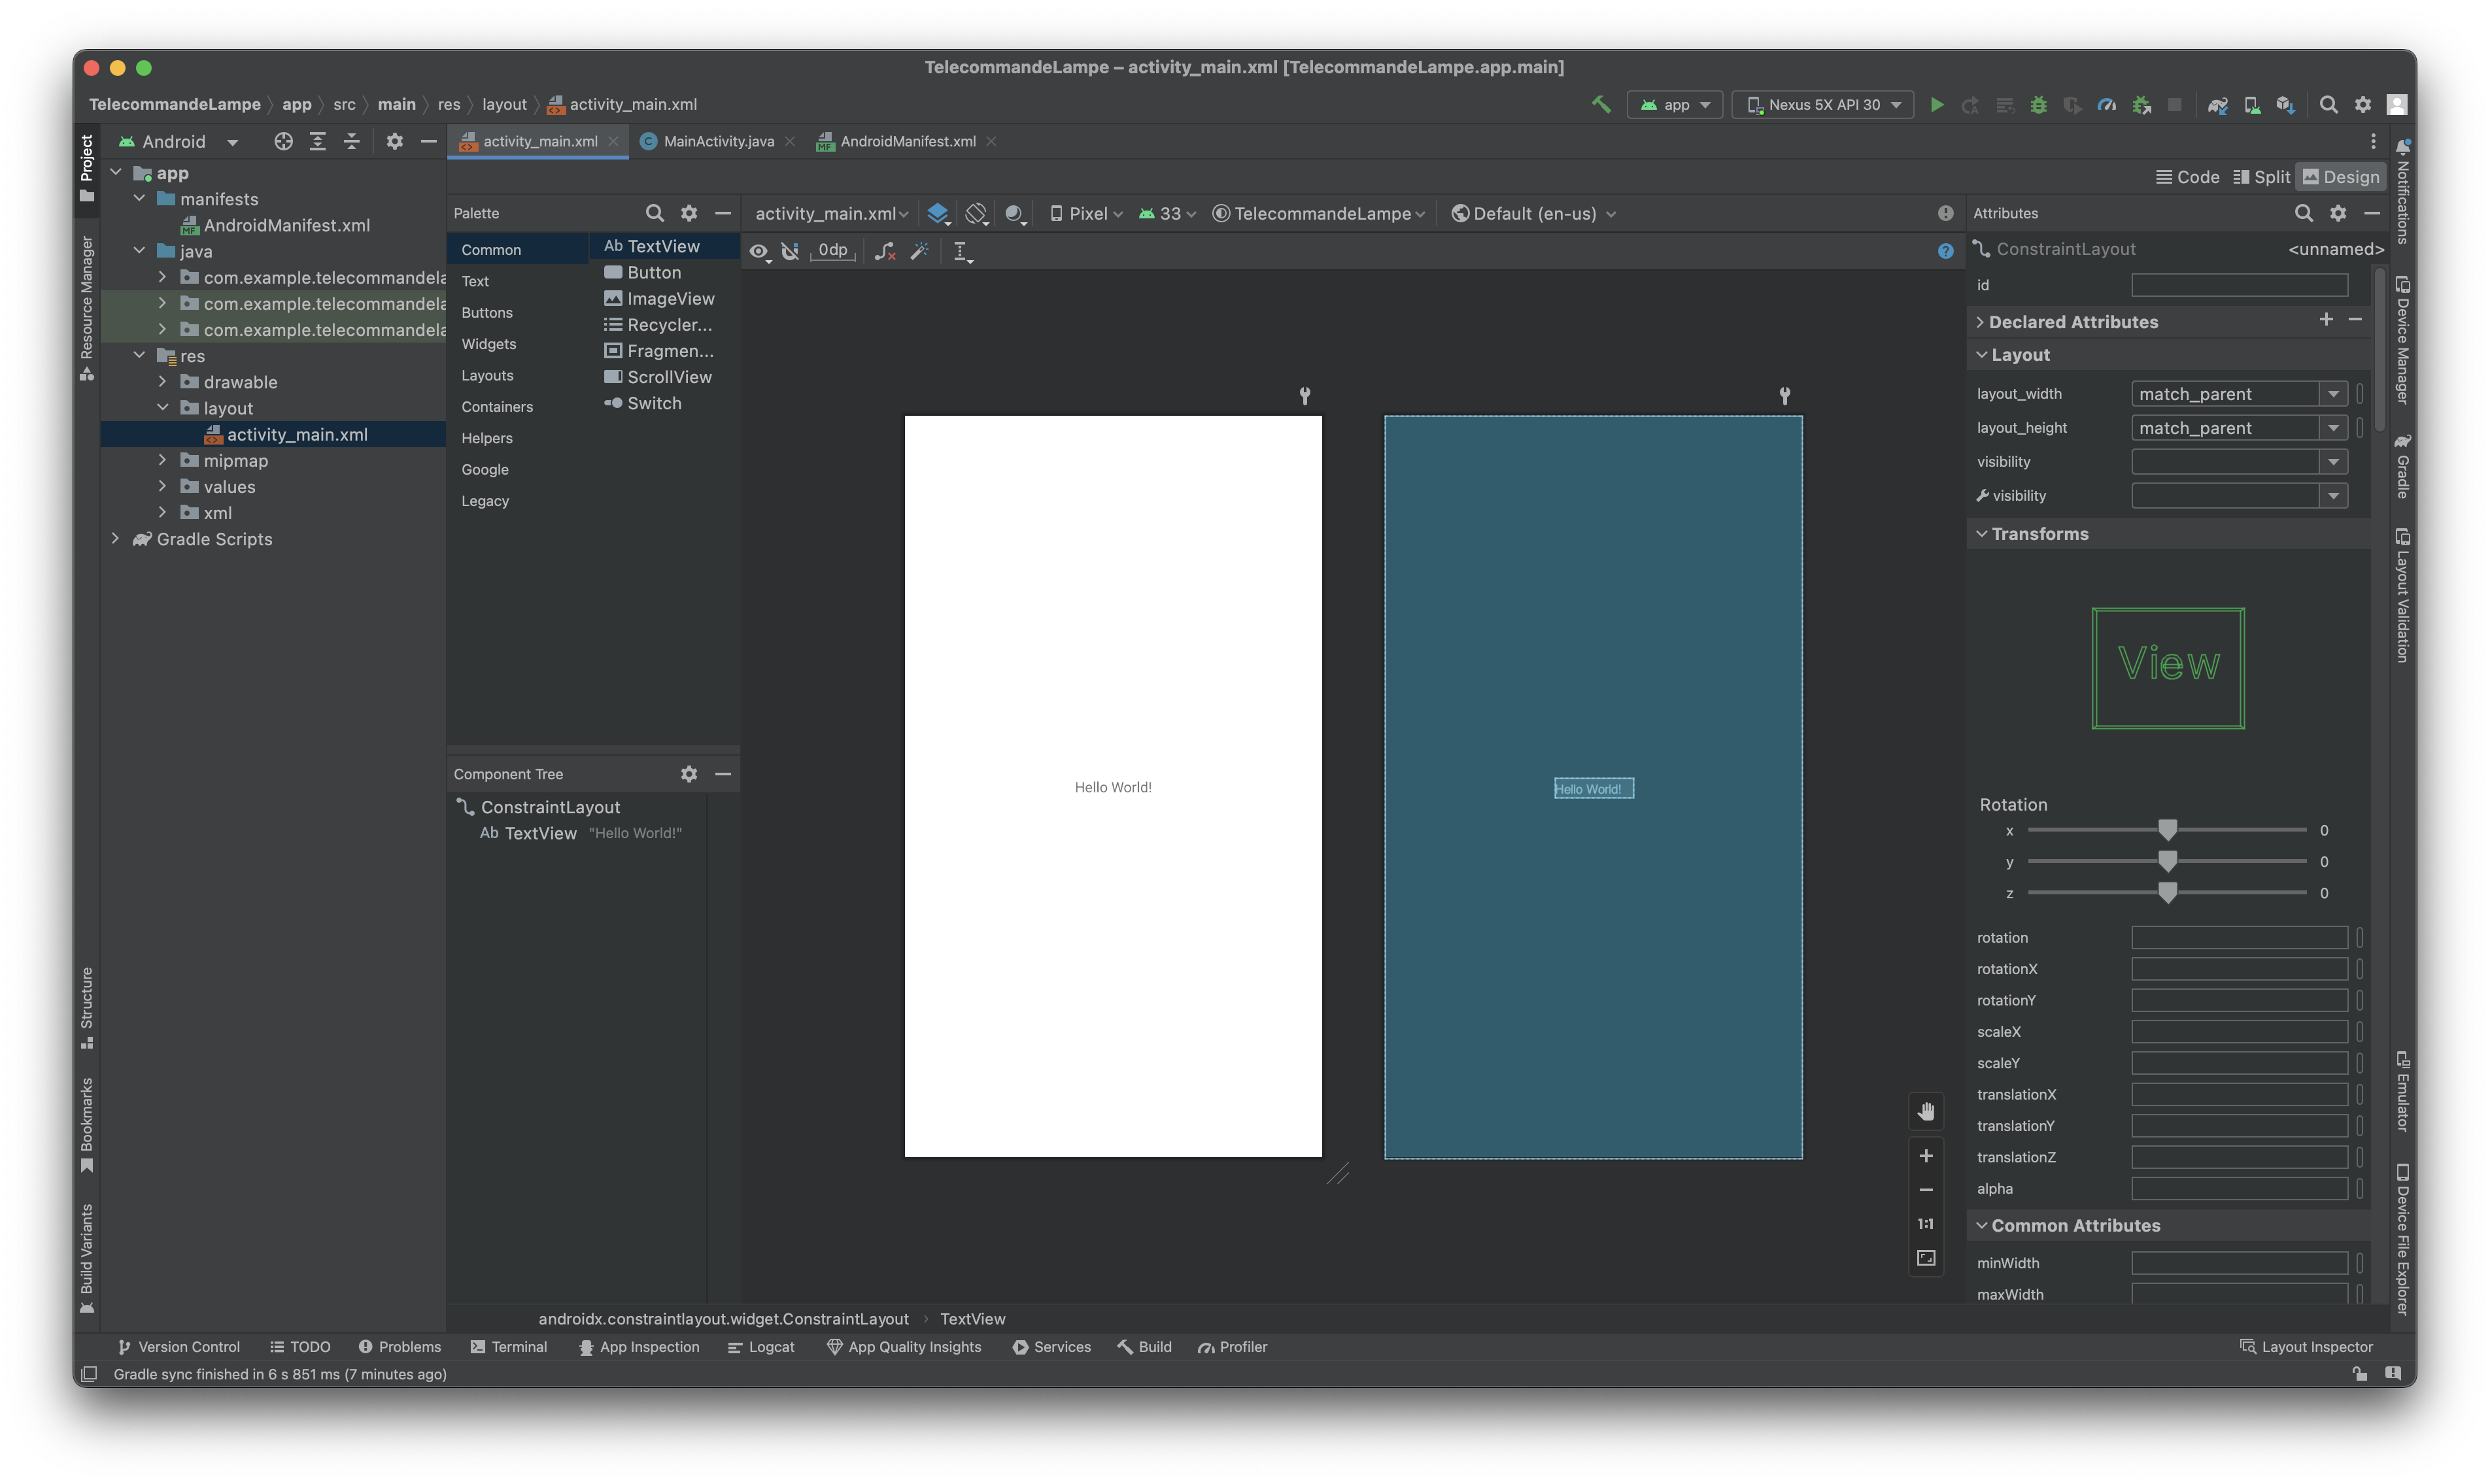 TelecommandeLampe – activity_main.xml [TelecommandeLampe.app.main]
TelecommandeLampe app src main res layout activity_main.xml
app
Nexus 5X API 30
Project
Resource Manager
Structure
Bookmarks
Build Variants
Android
app
manifests
AndroidManifest.xml
java
com.example.telecommandela
com.example.telecommandela
com.example.telecommandela
res
drawable
layout
activity_main.xml
mipmap
values
xml
Gradle Scripts
activity_main.xml
MainActivity.java
AndroidManifest.xml
Code
Split
Design
Palette
Common
Text
Buttons
Widgets
Layouts
Containers
Helpers
Google
Legacy
Ab TextView
Button
ImageView
Recycler...
Fragmen...
ScrollView
Switch
Component Tree
ConstraintLayout
Ab TextView "Hello World!"
activity_main.xml
Pixel
33
TelecommandeLampe
Default (en-us)
0dp
Hello World!
Hello World!
1:1
androidx.constraintlayout.widget.ConstraintLayout
TextView
Attributes
ConstraintLayout
<unnamed>
id
Declared Attributes
Layout
layout_width match_parent
layout_height match_parent
visibility
visibility
Transforms
View
Rotation
x 0
y 0
z 0
rotation
rotationX
rotationY
scaleX
scaleY
translationX
translationY
translationZ
alpha
Common Attributes
minWidth
maxWidth
Notifications
Device Manager
Gradle
Layout Validation
Emulator
Device File Explorer
Version Control
TODO
Problems
Terminal
App Inspection
Logcat
App Quality Insights
Services
Build
Profiler
Layout Inspector
Gradle sync finished in 6 s 851 ms (7 minutes ago)